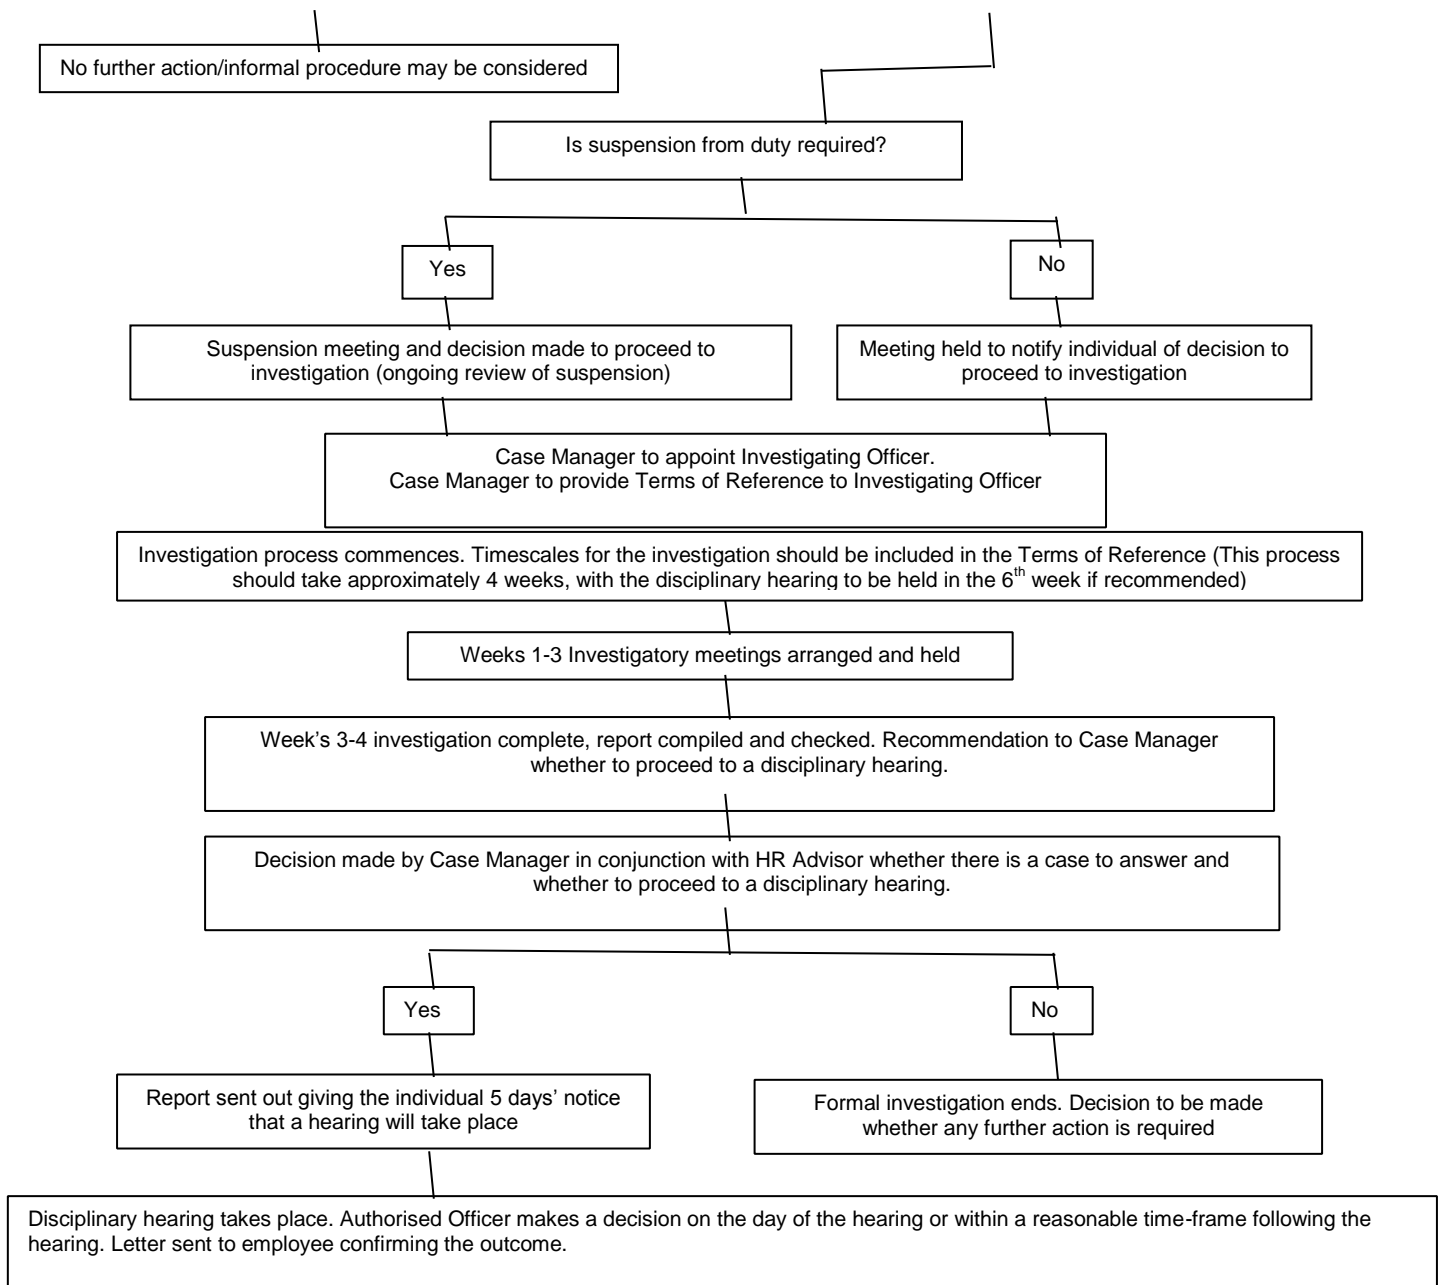 No further action/informal procedure may be considered
Is suspension from duty required?
Yes
No
Suspension meeting and decision made to proceed to
investigation (ongoing review of suspension)
Meeting held to notify individual of decision to
proceed to investigation
Case Manager to appoint Investigating Officer.
Case Manager to provide Terms of Reference to Investigating Officer
Investigation process commences. Timescales for the investigation should be included in the Terms of Reference (This process
should take approximately 4 weeks, with the disciplinary hearing to be held in the 6th week if recommended)
Weeks 1-3 Investigatory meetings arranged and held
Week's 3-4 investigation complete, report compiled and checked. Recommendation to Case Manager
whether to proceed to a disciplinary hearing.
Decision made by Case Manager in conjunction with HR Advisor whether there is a case to answer and
whether to proceed to a disciplinary hearing.
Yes
No
Report sent out giving the individual 5 days' notice
that a hearing will take place
Formal investigation ends. Decision to be made
whether any further action is required
Disciplinary hearing takes place. Authorised Officer makes a decision on the day of the hearing or within a reasonable time-frame following the
hearing. Letter sent to employee confirming the outcome.